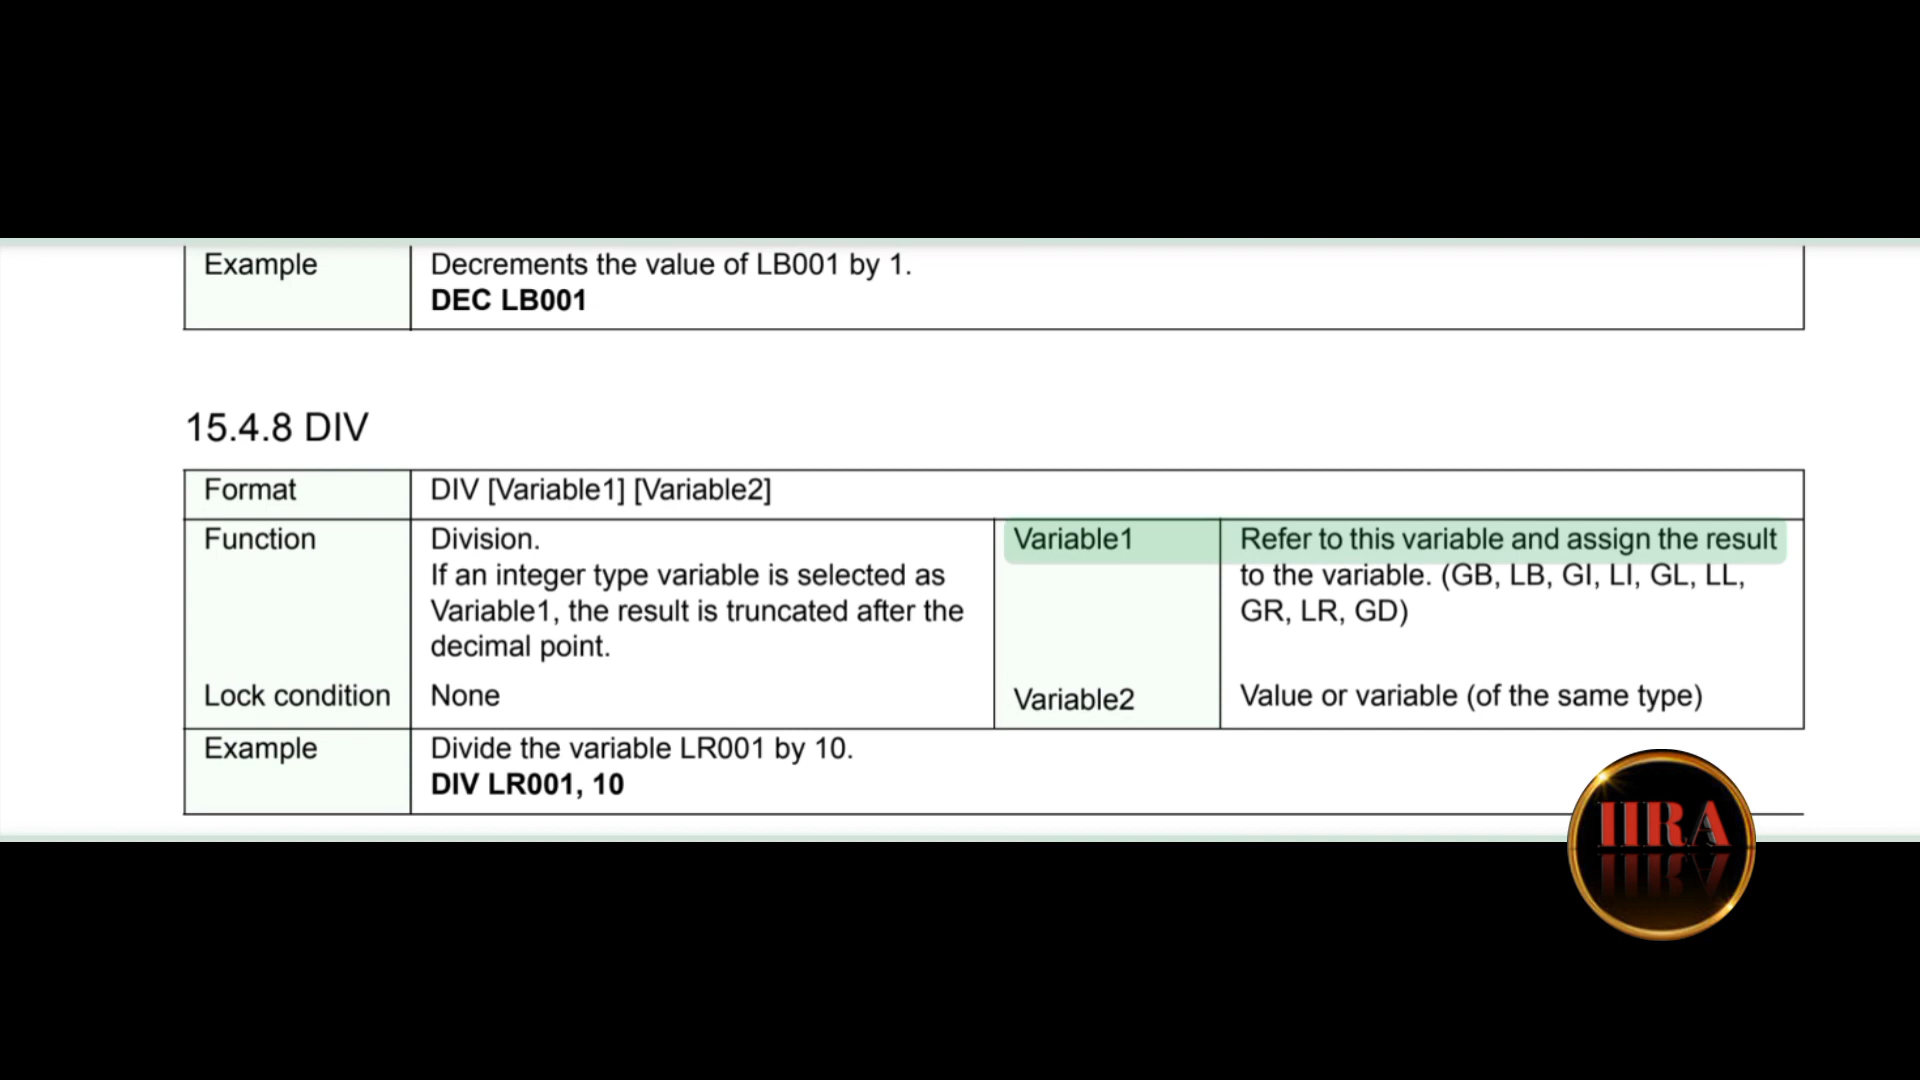 Example
Decrements the value of LB001 by 1.
DEC LB001
15.4.8 DIV
Format
DIV [Variable1] [Variable2]
Function
Division.
If an integer type variable is selected as
Variable1, the result is truncated after the
decimal point.
Variable1
Refer to this variable and assign the result
to the variable. (GB, LB, GI, LI, GL, LL,
GR, LR, GD)
Lock condition
None
Variable2
Value or variable (of the same type)
Example
Divide the variable LR001 by 10.
DIV LR001, 10
IIRA